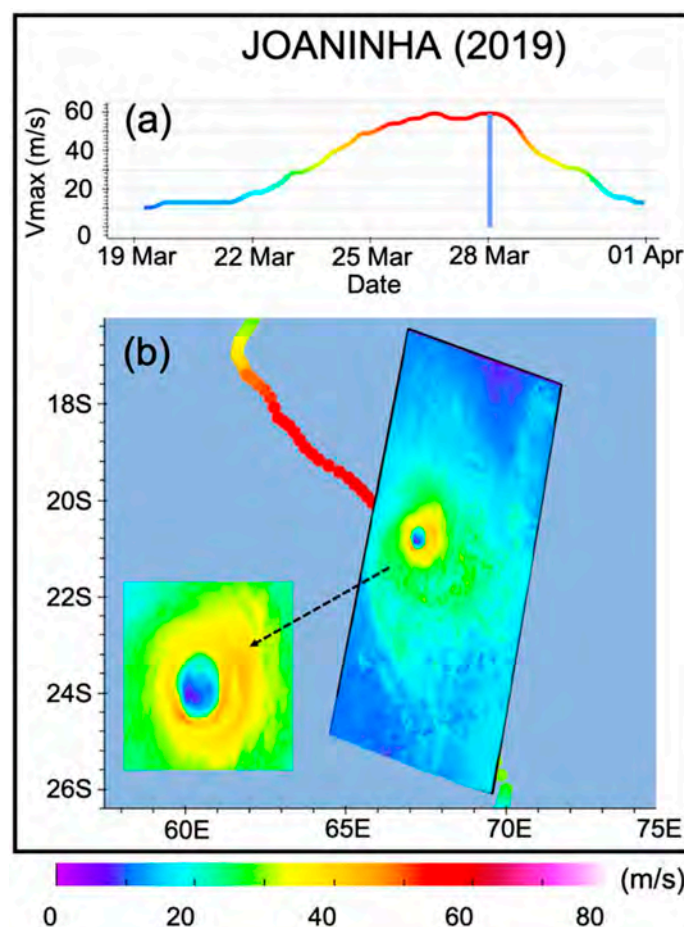 JOANINHA (2019)
(a)
Vmax (m/s)
60
40
20
0
19 Mar 22 Mar 25 Mar 28 Mar 01 Apr
Date
(b)
18S
20S
22S
24S
26S
60E 65E 70E 75E
(m/s)
0 20 40 60 80